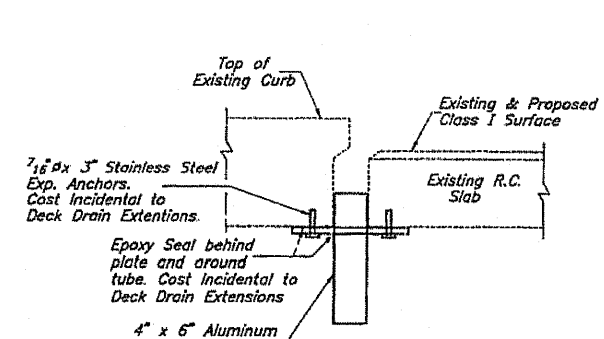 Top of
Existing Curb
Existing & Proposed
Class I Surface
7/16"Ø x 3" Stainless Steel
Exp. Anchors.
Cost Incidental to
Deck Drain Extentions.
Existing R.C.
Slab
Epoxy Seal behind
plate and around
tube. Cost Incidental to
Deck Drain Extensions
4" x 6" Aluminum